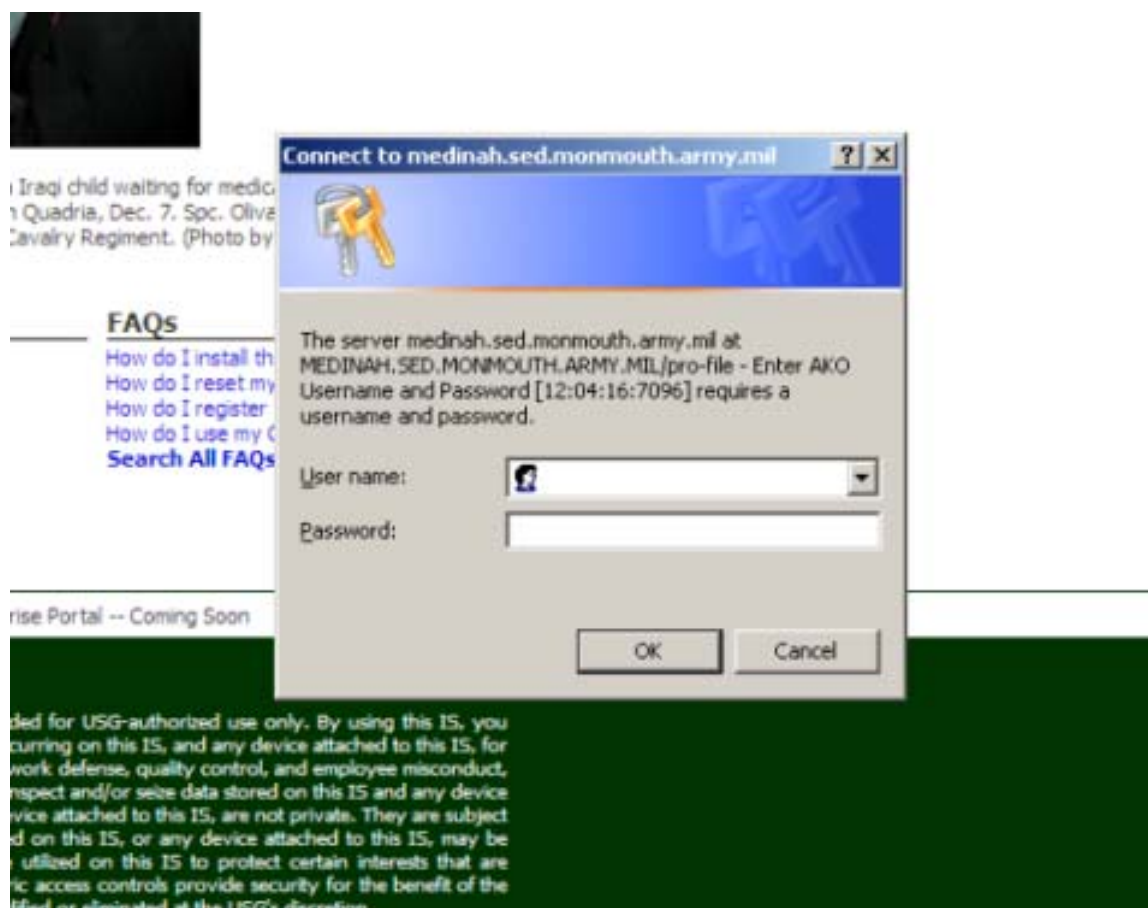 Iraqi child waiting for medic
Quadria, Dec. 7. Spc. Oliva
Cavalry Regiment. (Photo by
FAQs
How do I install th
How do I reset my
How do I register
How do I use my C
Search All FAQs
Connect to medinah.sed.monmouth.army.mil
The server medinah.sed.monmouth.army.mil at
MEDINAH.SED.MONMOUTH.ARMY.MIL/pro-file - Enter AKO
Username and Password [12:04:16:7096] requires a
username and password.
User name:
Password:
OK Cancel
rise Portal -- Coming Soon
ded for USG-authorized use only. By using this IS, you
curring on this IS, and any device attached to this IS, for
work defense, quality control, and employee misconduct,
nspect and/or seize data stored on this IS and any device
vice attached to this IS, are not private. They are subject
d on this IS, or any device attached to this IS, may be
utilized on this IS to protect certain interests that are
ric access controls provide security for the benefit of the
dified or eliminated at the USG's discretion.